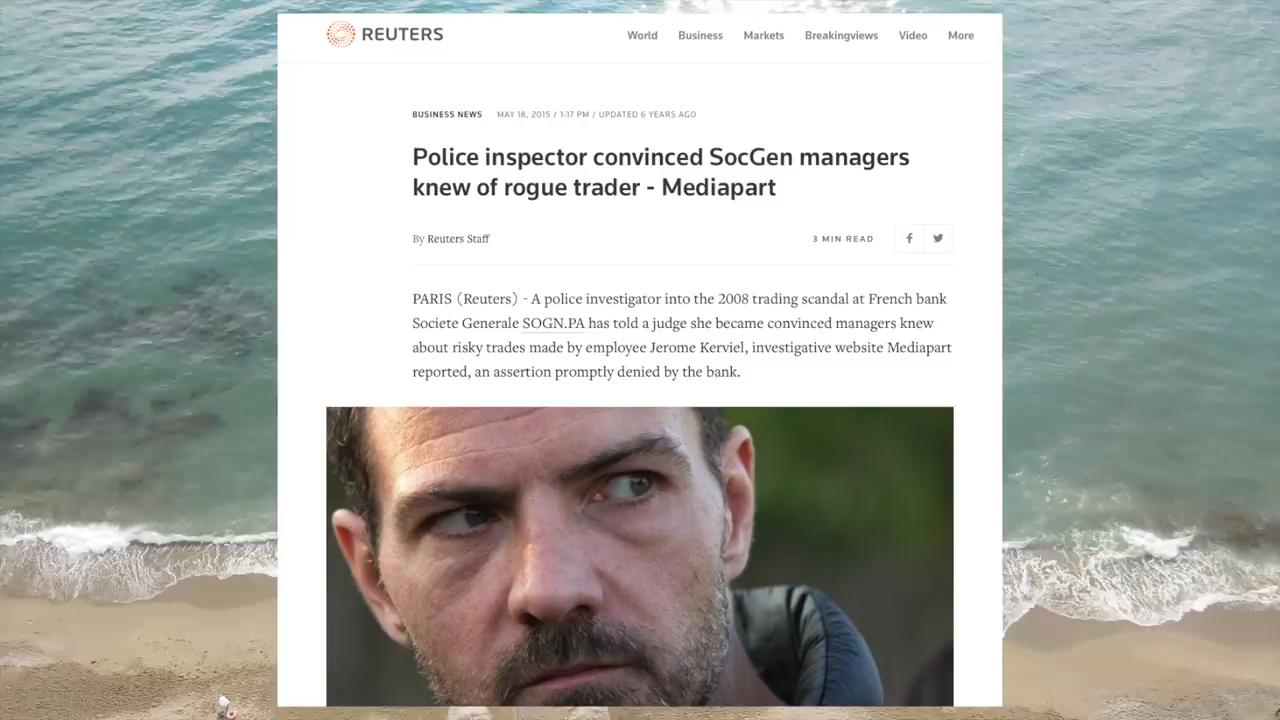 REUTERS
World Business Markets Breakingviews Video More
BUSINESS NEWS MAY 18, 2015 / 1:17 PM / UPDATED 6 YEARS AGO
Police inspector convinced SocGen managers
knew of rogue trader - Mediapart
By Reuters Staff
3 MIN READ
PARIS (Reuters) - A police investigator into the 2008 trading scandal at French bank
Societe Generale SOGN.PA has told a judge she became convinced managers knew
about risky trades made by employee Jerome Kerviel, investigative website Mediapart
reported, an assertion promptly denied by the bank.